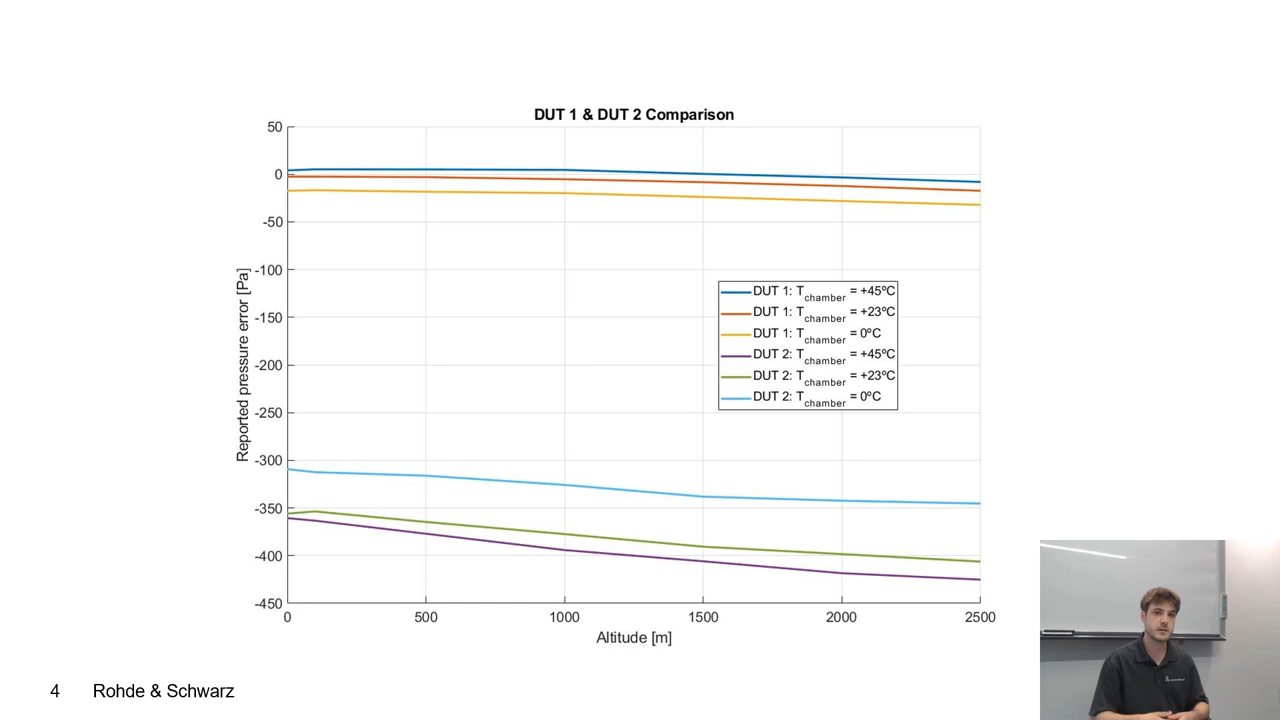 DUT 1 & DUT 2 Comparison
50
0
-50
-100
-150
-200
-250
-300
-350
-400
-450
Reported pressure error [Pa]
DUT 1: Tchamber = +45ºC
DUT 1: Tchamber = +23ºC
DUT 1: Tchamber = 0ºC
DUT 2: Tchamber = +45ºC
DUT 2: Tchamber = +23ºC
DUT 2: Tchamber = 0ºC
0 500 1000 1500 2000 2500
Altitude [m]
4 Rohde & Schwarz